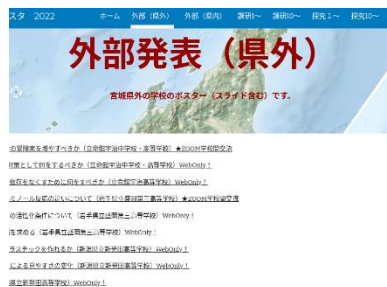 スタ 2022 ホーム 外部（県外） 外部（県内） 課研1～ 課研10～ 探究1～ 探究10～
外部発表（県外）
宮城県外の学校のポスター（スライド含む）です。
の冒険家を増やすべきか（立命館宇治中学校・高等学校）★ZOOM学校間交流
対策として何をするべきか（立命館宇治中学校・高等学校）WebOnly！
依存をなくすために何をすべきか（立命館宇治高等学校）WebOnly！
ノール反応の違いについて（岩手県立盛岡第三高等学校）★ZOOM学校間交流
の活性化条件について（岩手県立盛岡第三高等学校）WebOnly！
を求める（岩手県立盛岡第三高等学校）WebOnly！
ラスチックを作れるか（新潟県立新発田高等学校）WebOnly！
による見やすさの変化（新潟県立新発田高等学校）WebOnly！
県立新発田高等学校）WebOnly！